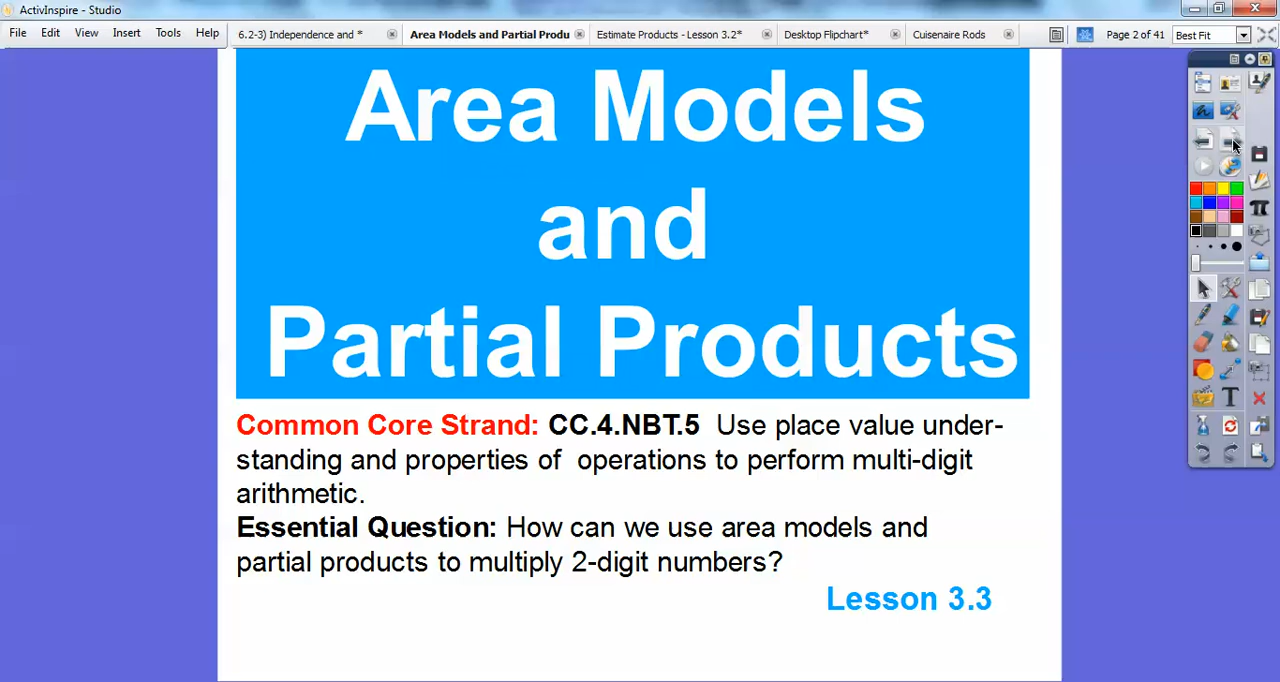 ActivInspire - Studio
File Edit View Insert Tools Help 6.2-3) Independence and * Area Models and Partial Produ Estimate Products - Lesson 3.2* Desktop Flipchart* Cuisenaire Rods Page 2 of 41 Best Fit
Area Models
and
Partial Products
Common Core Strand: CC.4.NBT.5 Use place value under-
standing and properties of operations to perform multi-digit
arithmetic.
Essential Question: How can we use area models and
partial products to multiply 2-digit numbers?
Lesson 3.3